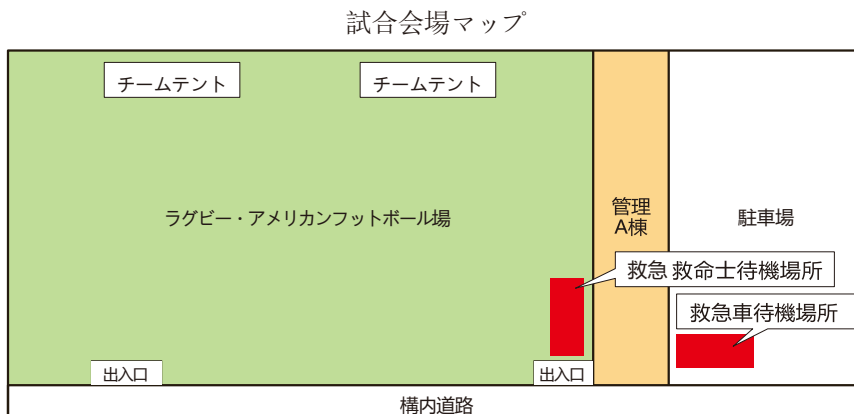 試合会場マップ
チームテント
チームテント
ラグビー・アメリカンフットボール場
管理
A棟
駐車場
救急救命士待機場所
救急車待機場所
出入口
出入口
構内道路